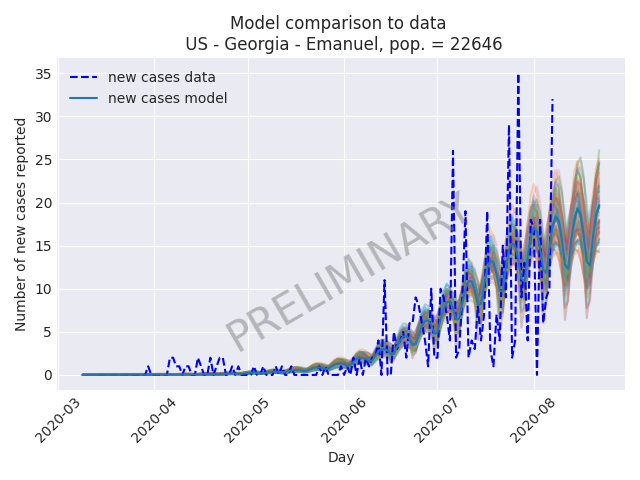 Model comparison to data
US - Georgia - Emanuel, pop. = 22646
new cases data
new cases model
PRELIMINARY
Number of new cases reported
35
30
25
20
15
10
5
0
2020-03
2020-04
2020-05
2020-06
2020-07
2020-08
Day